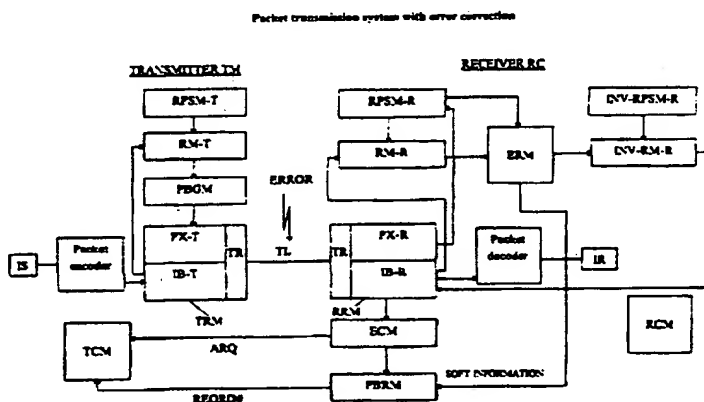 Packet transmission system with error correction
TRANSMITTER TM
RECEIVER RC
RPSM-T
RPSM-R
INV-RPSM-R
RM-T
RM-R
ERM
INV-RM-R
PBGM
ERROR
PX-T
TR
TL
TR
PX-R
IS
Packet encoder
IB-T
IB-R
Packet decoder
IR
TRM
RRM
RCM
TCM
ARQ
ECM
PBRM
SOFT INFORMATION
REORD#